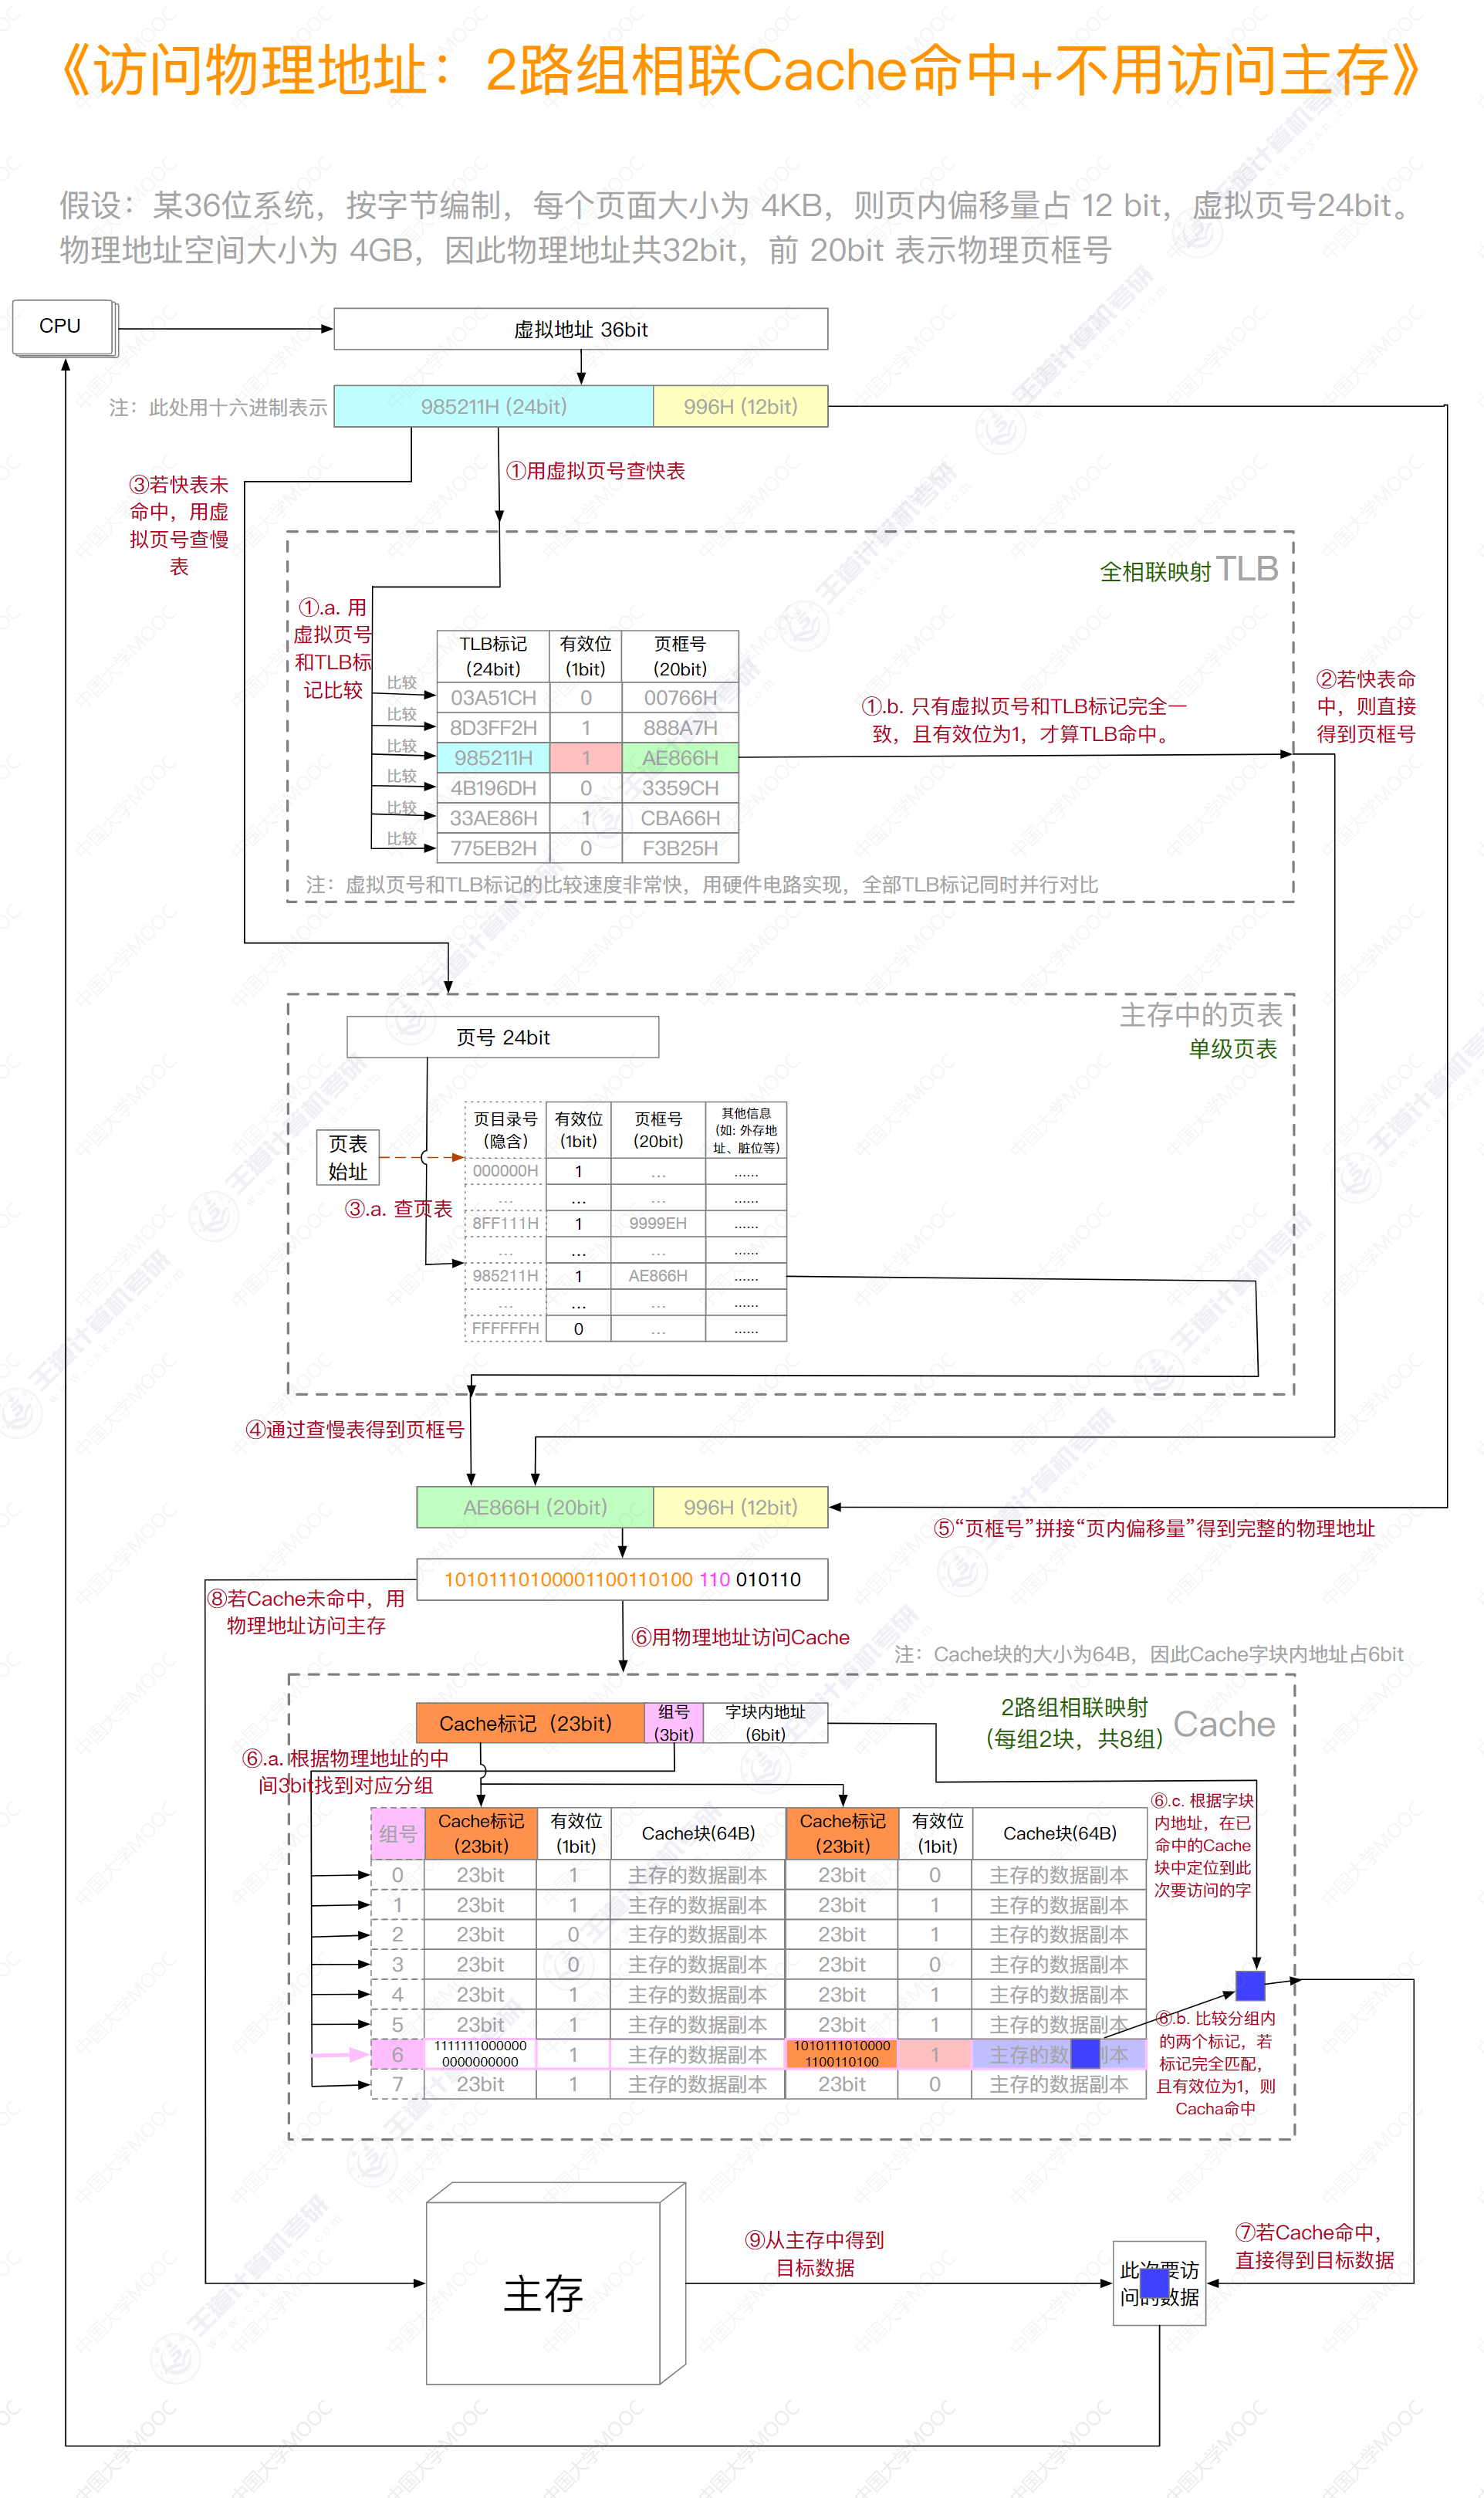 《访问物理地址：2路组相联Cache命中+不用访问主存》
假设：某36位系统，按字节编制，每个页面大小为 4KB，则页内偏移量占 12 bit，虚拟页号24bit。
物理地址空间大小为 4GB，因此物理地址共32bit，前 20bit 表示物理页框号
CPU
虚拟地址 36bit
注：此处用十六进制表示
985211H (24bit)
996H (12bit)
③若快表未
命中，用虚
拟页号查慢
表
①用虚拟页号查快表
全相联映射
TLB
①.a. 用
虚拟页号
和TLB标
记比较
TLB标记 有效位 页框号
(24bit) (1bit) (20bit)
比较 03A51CH 0 00766H
比较 8D3FF2H 1 888A7H
比较 985211H 1 AE866H
比较 4B196DH 0 3359CH
比较 33AE86H 1 CBA66H
比较 775EB2H 0 F3B25H
①.b. 只有虚拟页号和TLB标记完全一
致，且有效位为1，才算TLB命中。
②若快表命
中，则直接
得到页框号
注：虚拟页号和TLB标记的比较速度非常快，用硬件电路实现，全部TLB标记同时并行对比
主存中的页表
单级页表
页号 24bit
页表
始址
③.a. 查页表
页目录号 有效位 页框号 其他信息
(隐含) (1bit) (20bit) (如: 外存地
址、脏位等)
000000H 1 ... ......
... ... ... ......
8FF111H 1 9999EH ......
... ... ... ......
985211H 1 AE866H ......
... ... ... ......
FFFFFFH 0 ... ......
④通过查慢表得到页框号
AE866H (20bit)
996H (12bit)
⑤“页框号”拼接“页内偏移量”得到完整的物理地址
10101110100001100110100 110 010110
⑧若Cache未命中，用
物理地址访问主存
⑥用物理地址访问Cache
注：Cache块的大小为64B，因此Cache字块内地址占6bit
2路组相联映射
(每组2块，共8组)
Cache
Cache标记（23bit）
组号
(3bit)
字块内地址
(6bit)
⑥.a. 根据物理地址的中
间3bit找到对应分组
组号 Cache标记 有效位 Cache块(64B) Cache标记 有效位 Cache块(64B)
(23bit) (1bit) (23bit) (1bit)
0 23bit 1 主存的数据副本 23bit 0 主存的数据副本
1 23bit 1 主存的数据副本 23bit 1 主存的数据副本
2 23bit 0 主存的数据副本 23bit 1 主存的数据副本
3 23bit 0 主存的数据副本 23bit 0 主存的数据副本
4 23bit 1 主存的数据副本 23bit 1 主存的数据副本
5 23bit 1 主存的数据副本 23bit 1 主存的数据副本
6 1111111000000 1 主存的数据副本 1010111010000 1 主存的数 副本
0000000000 1100110100
7 23bit 1 主存的数据副本 23bit 0 主存的数据副本
⑥.c. 根据字块
内地址，在已
命中的Cache
块中定位到此
次要访问的字
⑥.b. 比较分组内
的两个标记，若
标记完全匹配，
且有效位为1，则
Cacha命中
主存
⑨从主存中得到
目标数据
此次要访
问的数据
⑦若Cache命中，
直接得到目标数据
中国大学MOOC
王道计算机考研
www.cskaoyan.com